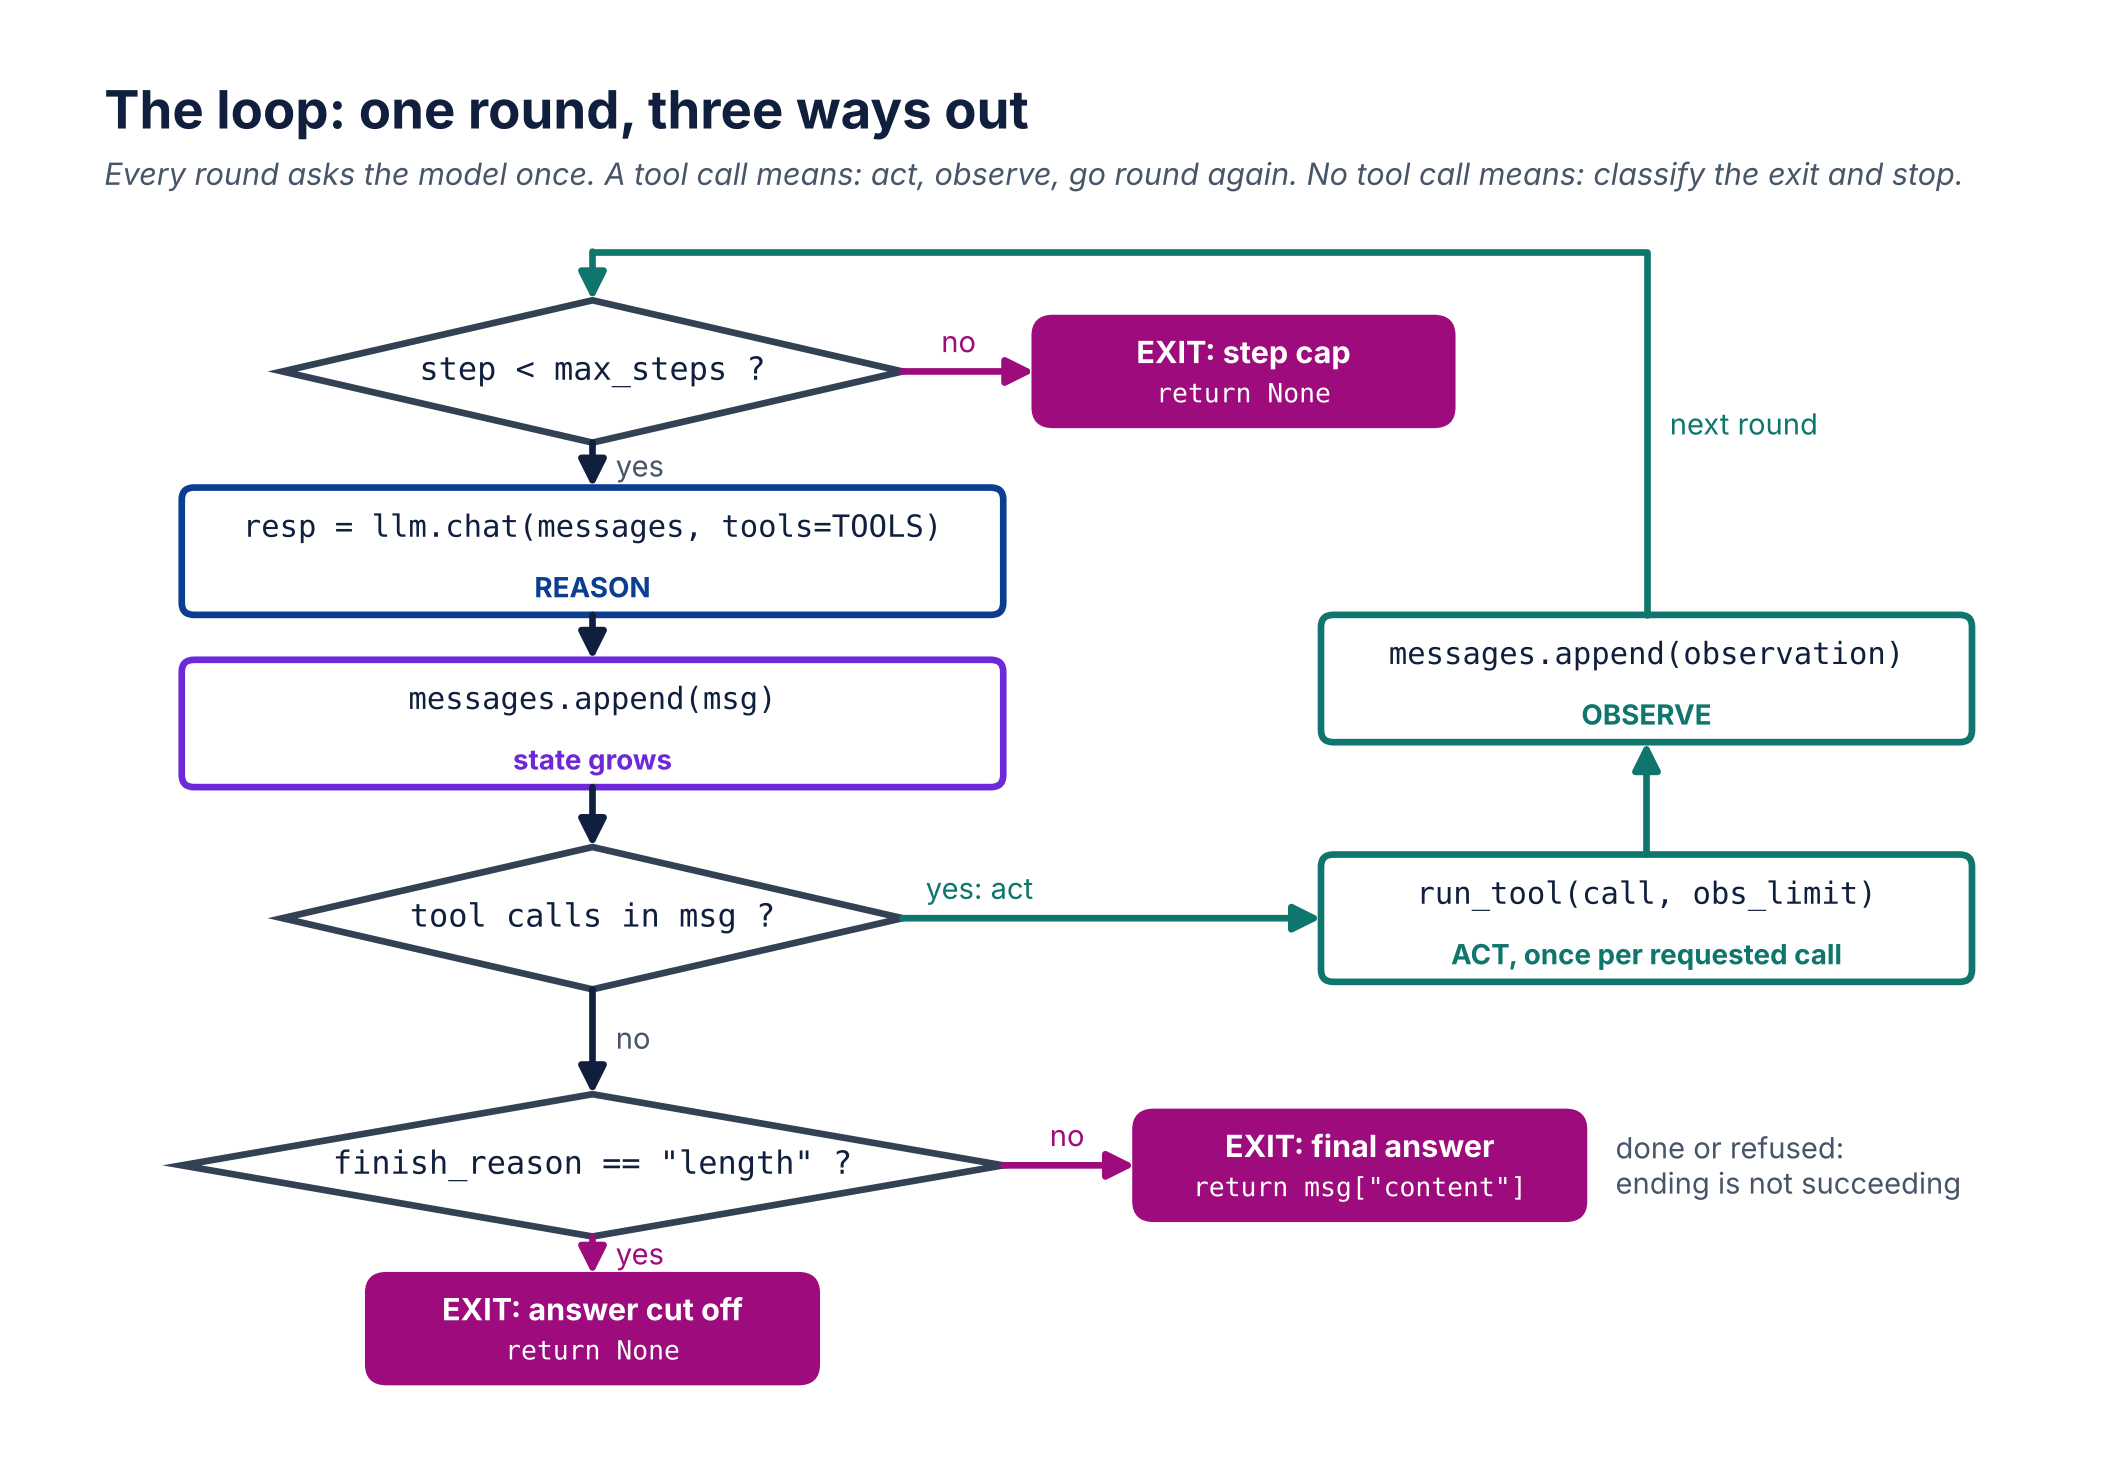 The loop: one round, three ways out
Every round asks the model once. A tool call means: act, observe, go round again. No tool call means: classify the exit and stop.
step < max_steps ?
no
EXIT: step cap
return None
next round
yes
resp = llm.chat(messages, tools=TOOLS)
REASON
messages.append(msg)
state grows
messages.append(observation)
OBSERVE
tool calls in msg ?
yes: act
run_tool(call, obs_limit)
ACT, once per requested call
no
finish_reason == "length" ?
no
EXIT: final answer
return msg["content"]
done or refused:
ending is not succeeding
yes
EXIT: answer cut off
return None